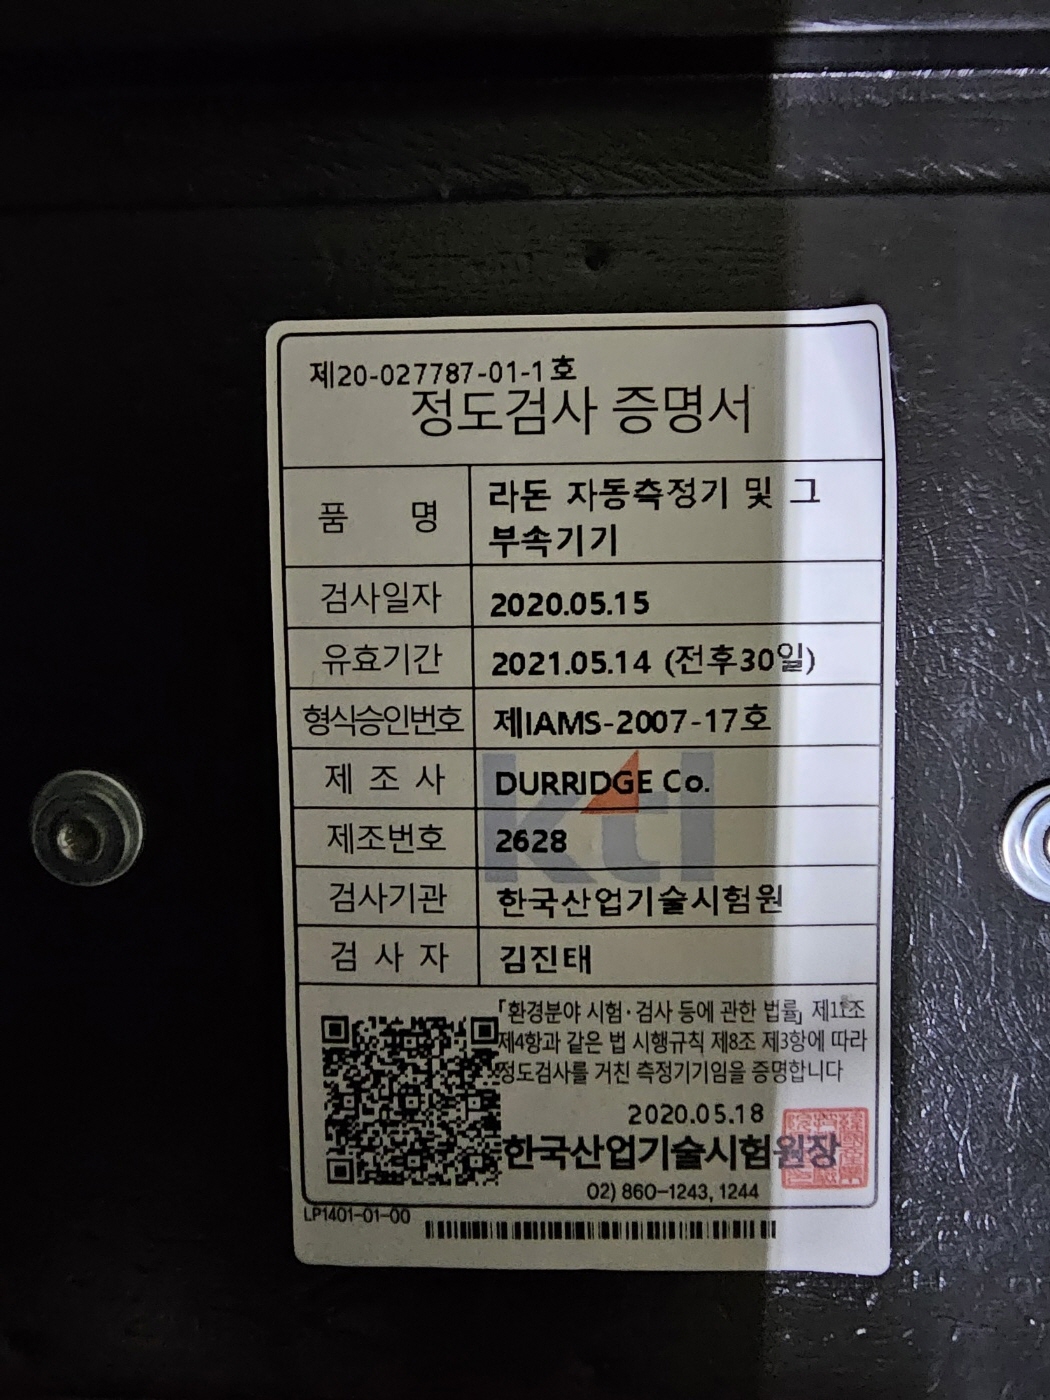 제20-027787-01-1호
정도검사 증명서
품 명 라돈 자동측정기 및 그
부속기기
검사일자 2020.05.15
유효기간 2021.05.14 (전후30일)
형식승인번호 제IAMS-2007-17호
제 조 사 DURRIDGE Co.
제조번호 2628
ktl
검사기관 한국산업기술시험원
검 사 자 김진태
「환경분야 시험·검사 등에 관한 법률」 제11조
제4항과 같은 법 시행규칙 제8조 제3항에 따라
정도검사를 거친 측정기기임을 증명합니다
2020.05.18
한국산업기술시험원장
02) 860-1243, 1244
LP1401-01-00